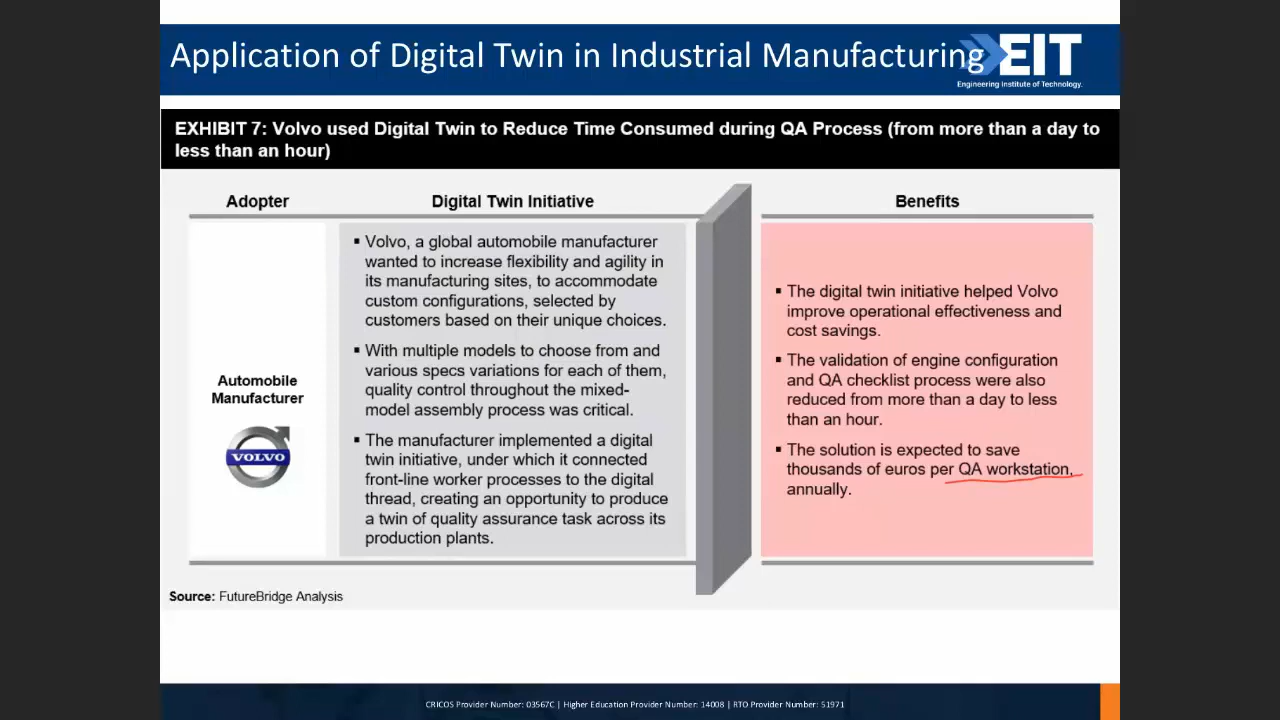 Application of Digital Twin in Industrial Manufacturing
EIT
Engineering Institute of Technology.
EXHIBIT 7: Volvo used Digital Twin to Reduce Time Consumed during QA Process (from more than a day to
less than an hour)
Adopter
Digital Twin Initiative
Benefits
Automobile
Manufacturer
VOLVO
▪ Volvo, a global automobile manufacturer
wanted to increase flexibility and agility in
its manufacturing sites, to accommodate
custom configurations, selected by
customers based on their unique choices.
▪ With multiple models to choose from and
various specs variations for each of them,
quality control throughout the mixed-
model assembly process was critical.
▪ The manufacturer implemented a digital
twin initiative, under which it connected
front-line worker processes to the digital
thread, creating an opportunity to produce
a twin of quality assurance task across its
production plants.
▪ The digital twin initiative helped Volvo
improve operational effectiveness and
cost savings.
▪ The validation of engine configuration
and QA checklist process were also
reduced from more than a day to less
than an hour.
▪ The solution is expected to save
thousands of euros per QA workstation,
annually.
Source: FutureBridge Analysis
CRICOS Provider Number: 03567C | Higher Education Provider Number: 14008 | RTO Provider Number: 51971